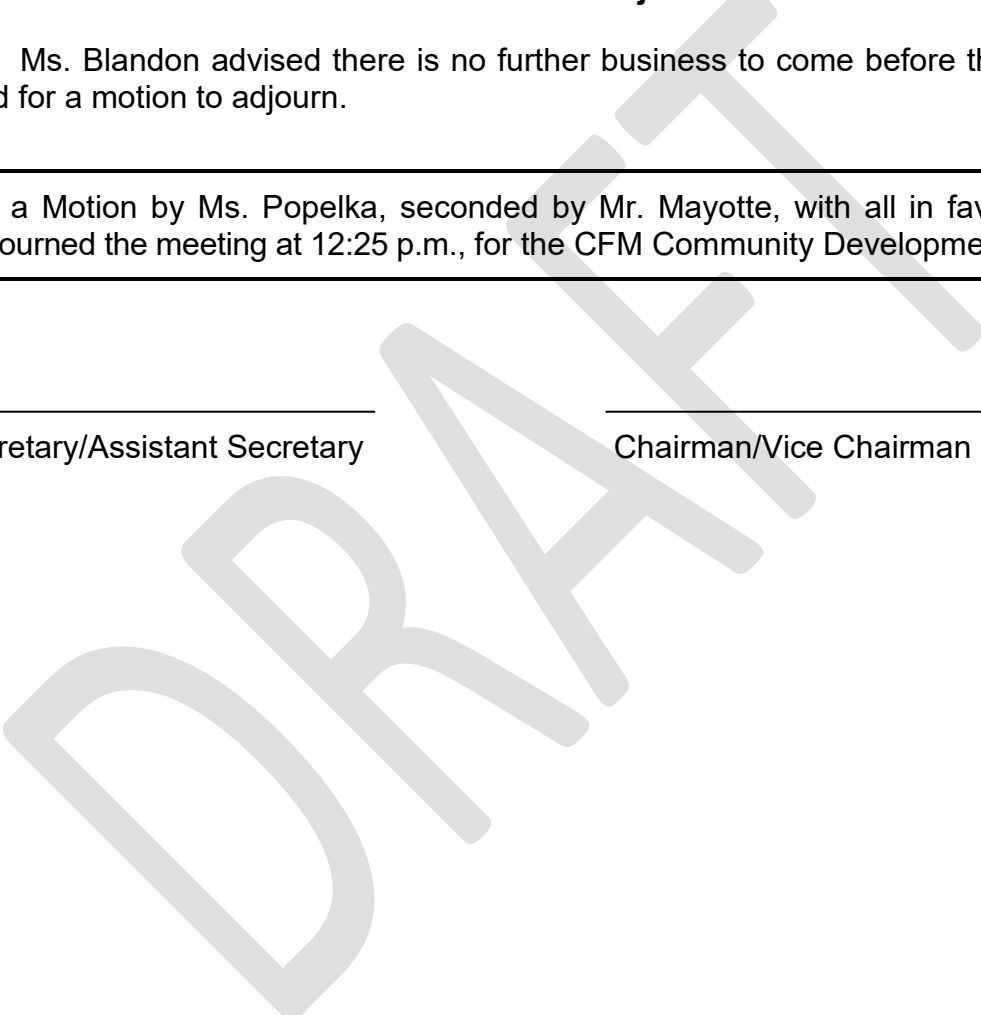 Ms. Blandon advised there is no further business to come before
for a motion to adjourn.
a Motion by Ms. Popelka, seconded by Mr. Mayotte, with all in
ourned the meeting at 12:25 p.m., for the CFM Community Developme
retary/Assistant Secretary
Chairman/Vice Chairman
DRAFT